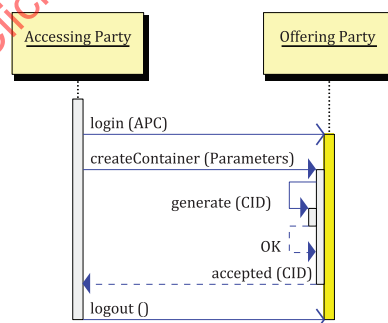 Accessing Party
Offering Party
login (APC)
createContainer (Parameters)
generate (CID)
OK
accepted (CID)
logout ()